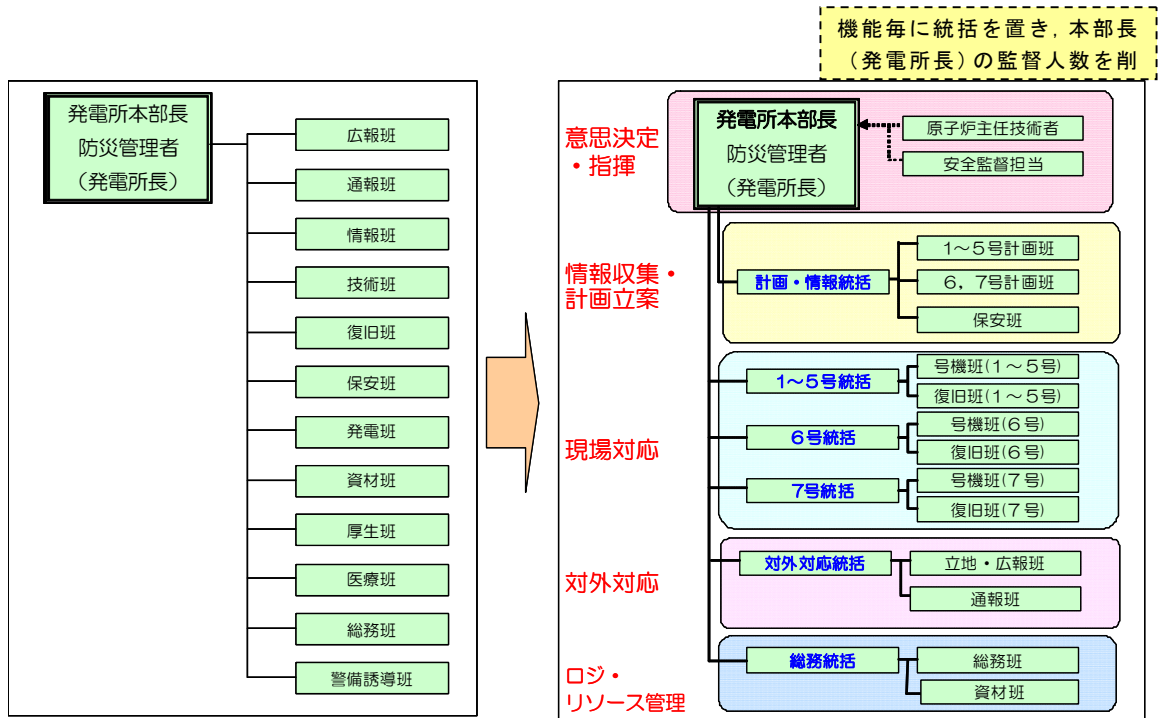 機能毎に統括を置き，本部長
（発電所長）の監督人数を削
発電所本部長
防災管理者
（発電所長）
広報班
通報班
情報班
技術班
復旧班
保安班
発電班
資材班
厚生班
医療班
総務班
警備誘導班
意思決定
・指揮
発電所本部長
防災管理者
（発電所長）
原子炉主任技術者
安全監督担当
情報収集・
計画立案
計画・情報統括
1～5号計画班
6，7号計画班
保安班
現場対応
1～5号統括
号機班(1～5号)
復旧班(1～5号)
6号統括
号機班(6号)
復旧班(6号)
7号統括
号機班(7号)
復旧班(7号)
対外対応
対外対応統括
立地・広報班
通報班
ロジ・
リソース管理
総務統括
総務班
資材班